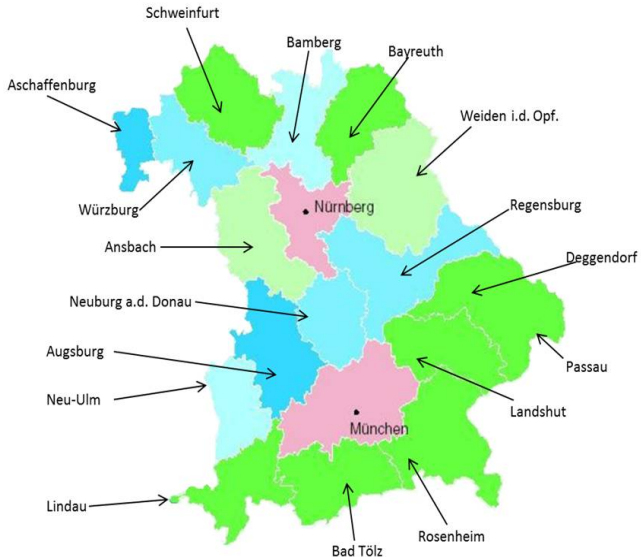 Schweinfurt
Bamberg
Bayreuth
Aschaffenburg
Weiden i.d. Opf.
Würzburg
Nürnberg
Regensburg
Ansbach
Deggendorf
Neuburg a.d. Donau
Augsburg
Passau
Neu-Ulm
Landshut
München
Lindau
Rosenheim
Bad Tölz